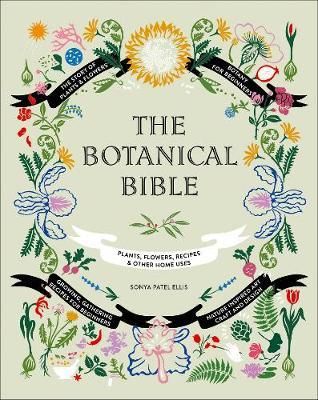 THE STORY OF
PLANTS & FLOWERS
BOTANY
FOR BEGINNERS
THE
BOTANICAL
BIBLE
PLANTS, FLOWERS, RECIPES
& OTHER HOME USES
SONYA PATEL ELLIS
GROWING, GATHERING
RECIPES FOR BEGINNERS
NATURE INSPIRED ART
CRAFT AND DESIGN